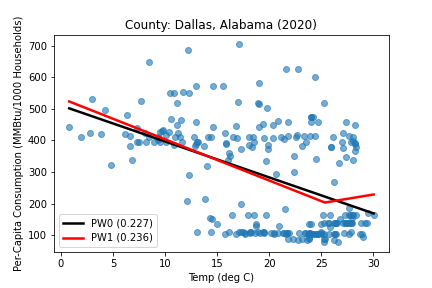 County: Dallas, Alabama (2020)
Per-Capita Consumption (MMBtu/1000 Households)
700
600
500
400
300
200
100
PW0 (0.227)
PW1 (0.236)
0 5 10 15 20 25 30
Temp (deg C)